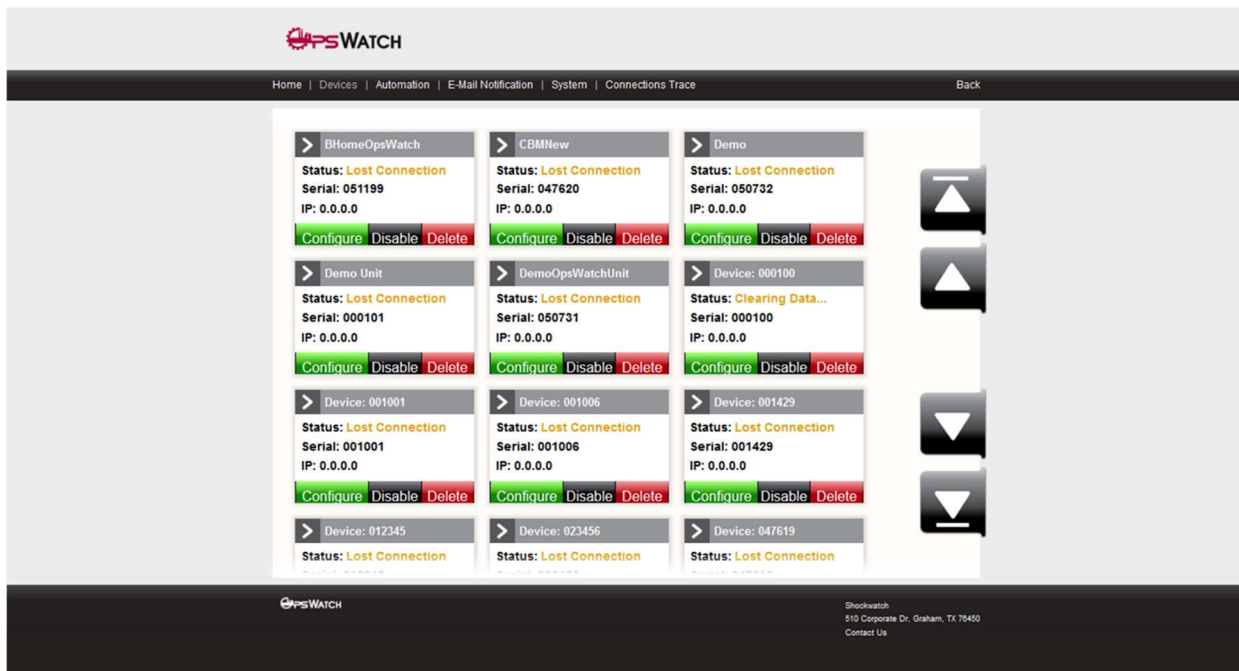 OPSWATCH
Home | Devices | Automation | E-Mail Notification | System | Connections Trace Back
BHomeOpsWatch CBMNew Demo
Status: Lost Connection Status: Lost Connection Status: Lost Connection
Serial: 051199 Serial: 047620 Serial: 050732
IP: 0.0.0.0 IP: 0.0.0.0 IP: 0.0.0.0
Configure Disable Delete Configure Disable Delete Configure Disable Delete
Demo Unit DemoOpsWatchUnit Device: 000100
Status: Lost Connection Status: Lost Connection Status: Clearing Data...
Serial: 000101 Serial: 050731 Serial: 000100
IP: 0.0.0.0 IP: 0.0.0.0 IP: 0.0.0.0
Configure Disable Delete Configure Disable Delete Configure Disable Delete
Device: 001001 Device: 001006 Device: 001429
Status: Lost Connection Status: Lost Connection Status: Lost Connection
Serial: 001001 Serial: 001006 Serial: 001429
IP: 0.0.0.0 IP: 0.0.0.0 IP: 0.0.0.0
Configure Disable Delete Configure Disable Delete Configure Disable Delete
Device: 012345 Device: 023456 Device: 047619
Status: Lost Connection Status: Lost Connection Status: Lost Connection
OPSWATCH
Shockwatch
510 Corporate Dr, Graham, TX 76450
Contact Us